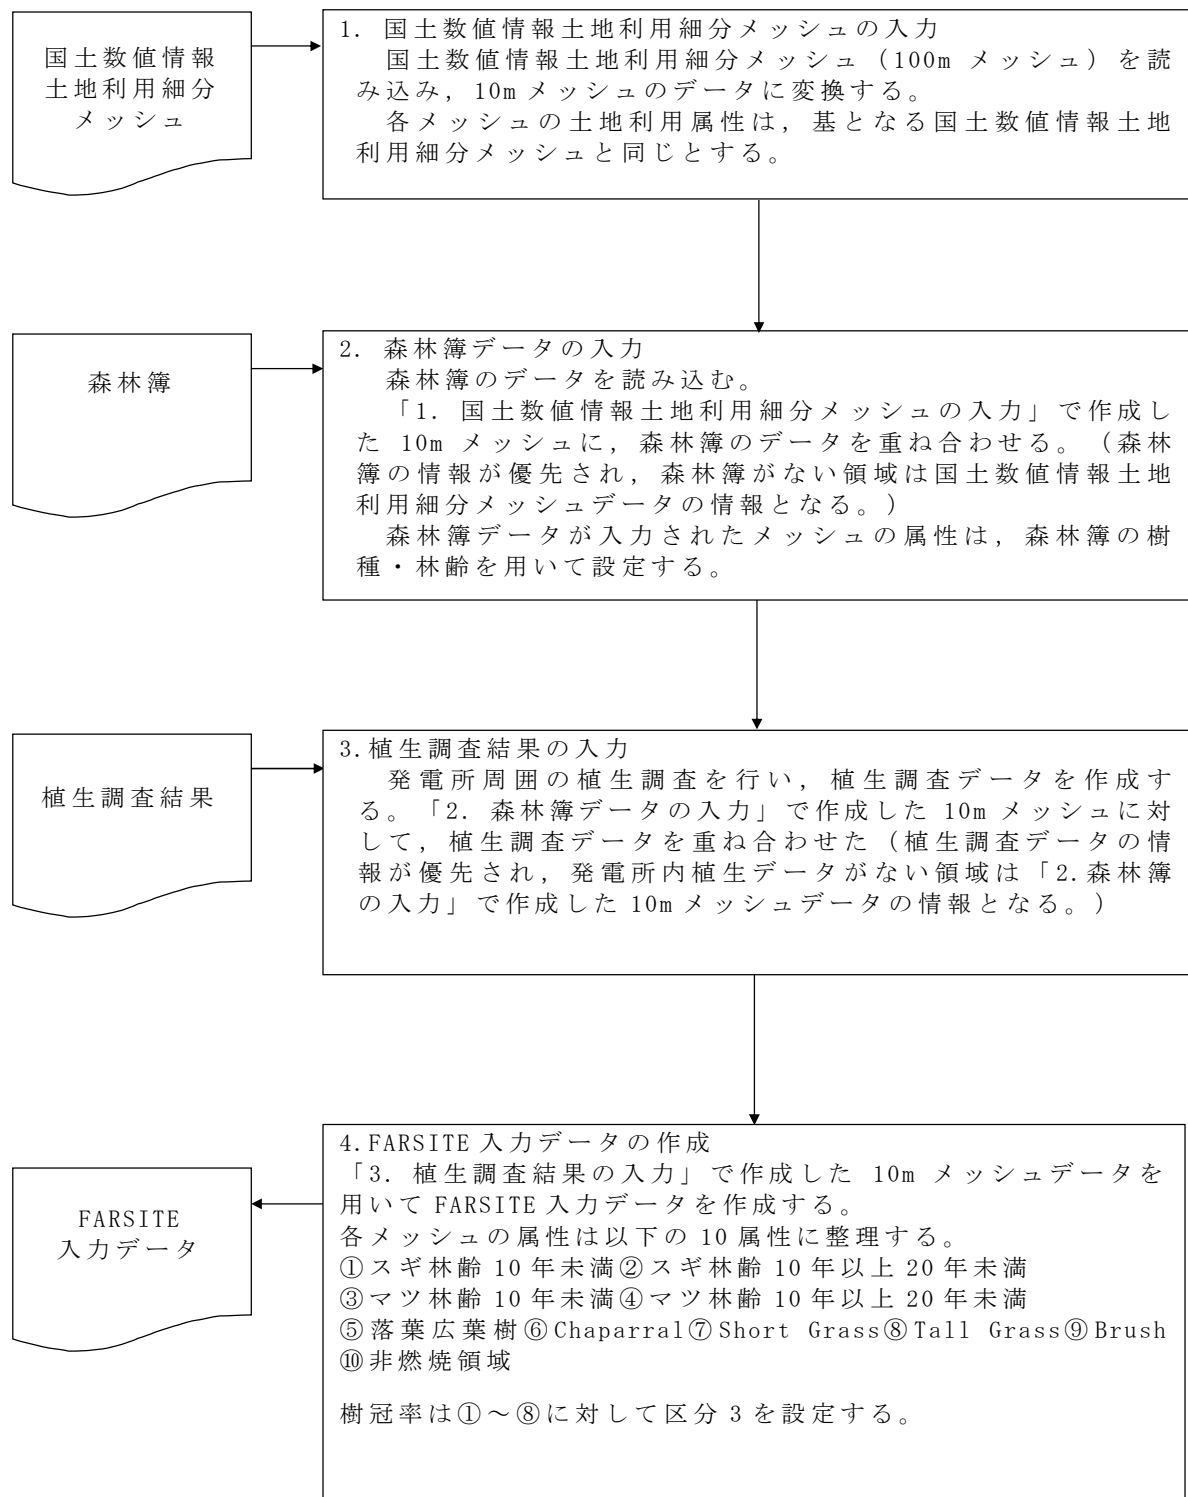 国土数値情報
土地利用細分
メッシュ
1. 国土数値情報土地利用細分メッシュの入力
国土数値情報土地利用細分メッシュ（100m メッシュ）を読
み込み，10m メッシュのデータに変換する。
各メッシュの土地利用属性は，基となる国土数値情報土地
利用細分メッシュと同じとする。
森林簿
2. 森林簿データの入力
森林簿のデータを読み込む。
「1. 国土数値情報土地利用細分メッシュの入力」で作成し
た 10m メッシュに，森林簿のデータを重ね合わせる。（森林
簿の情報が優先され，森林簿がない領域は国土数値情報土地
利用細分メッシュデータの情報となる。）
森林簿データが入力されたメッシュの属性は，森林簿の樹
種・林齢を用いて設定する。
植生調査結果
3.植生調査結果の入力
発電所周囲の植生調査を行い，植生調査データを作成す
る。「2. 森林簿データの入力」で作成した 10m メッシュに対
して，植生調査データを重ね合わせた（植生調査データの情
報が優先され，発電所内植生データがない領域は「2.森林簿
の入力」で作成した 10m メッシュデータの情報となる。）
FARSITE
入力データ
4.FARSITE 入力データの作成
「3. 植生調査結果の入力」で作成した 10m メッシュデータを
用いて FARSITE 入力データを作成する。
各メッシュの属性は以下の 10 属性に整理する。
①スギ林齢 10 年未満②スギ林齢 10 年以上 20 年未満
③マツ林齢 10 年未満④マツ林齢 10 年以上 20 年未満
⑤落葉広葉樹⑥Chaparral⑦Short Grass⑧Tall Grass⑨Brush
⑩非燃焼領域
樹冠率は①～⑧に対して区分 3 を設定する。